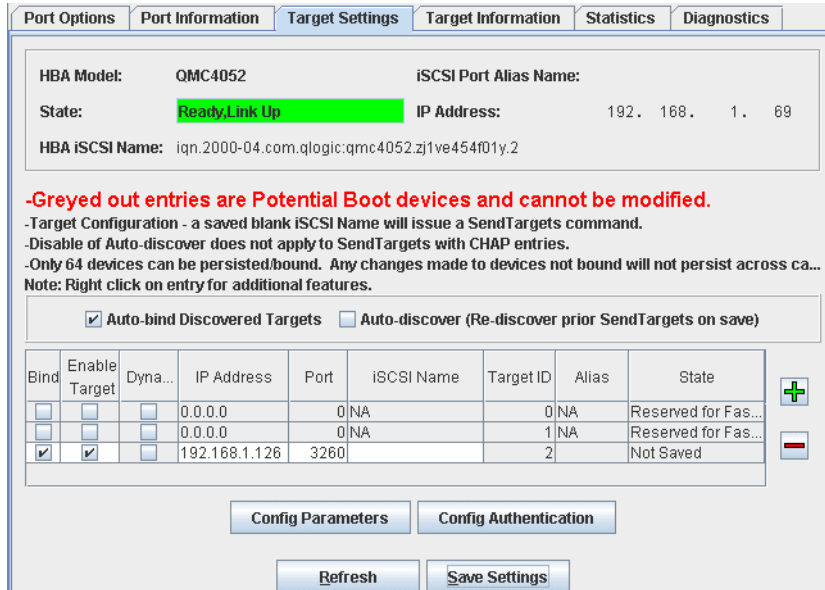 Port Options Port Information Target Settings Target Information Statistics Diagnostics
HBA Model: QMC4052 iSCSI Port Alias Name:
State: Ready,Link Up IP Address: 192. 168. 1. 69
HBA iSCSI Name: iqn.2000-04.com.qlogic:qmc4052.zj1ve454f01y.2
-Greyed out entries are Potential Boot devices and cannot be modified.
-Target Configuration - a saved blank iSCSI Name will issue a SendTargets command.
-Disable of Auto-discover does not apply to SendTargets with CHAP entries.
-Only 64 devices can be persisted/bound. Any changes made to devices not bound will not persist across ca...
Note: Right click on entry for additional features.
Auto-bind Discovered Targets Auto-discover (Re-discover prior SendTargets on save)
Bind Enable Target Dyna... IP Address Port iSCSI Name Target ID Alias State
0.0.0.0 0 NA 0 NA Reserved for Fas...
0.0.0.0 0 NA 1 NA Reserved for Fas...
192.168.1.126 3260 2 Not Saved
Config Parameters Config Authentication
Refresh Save Settings